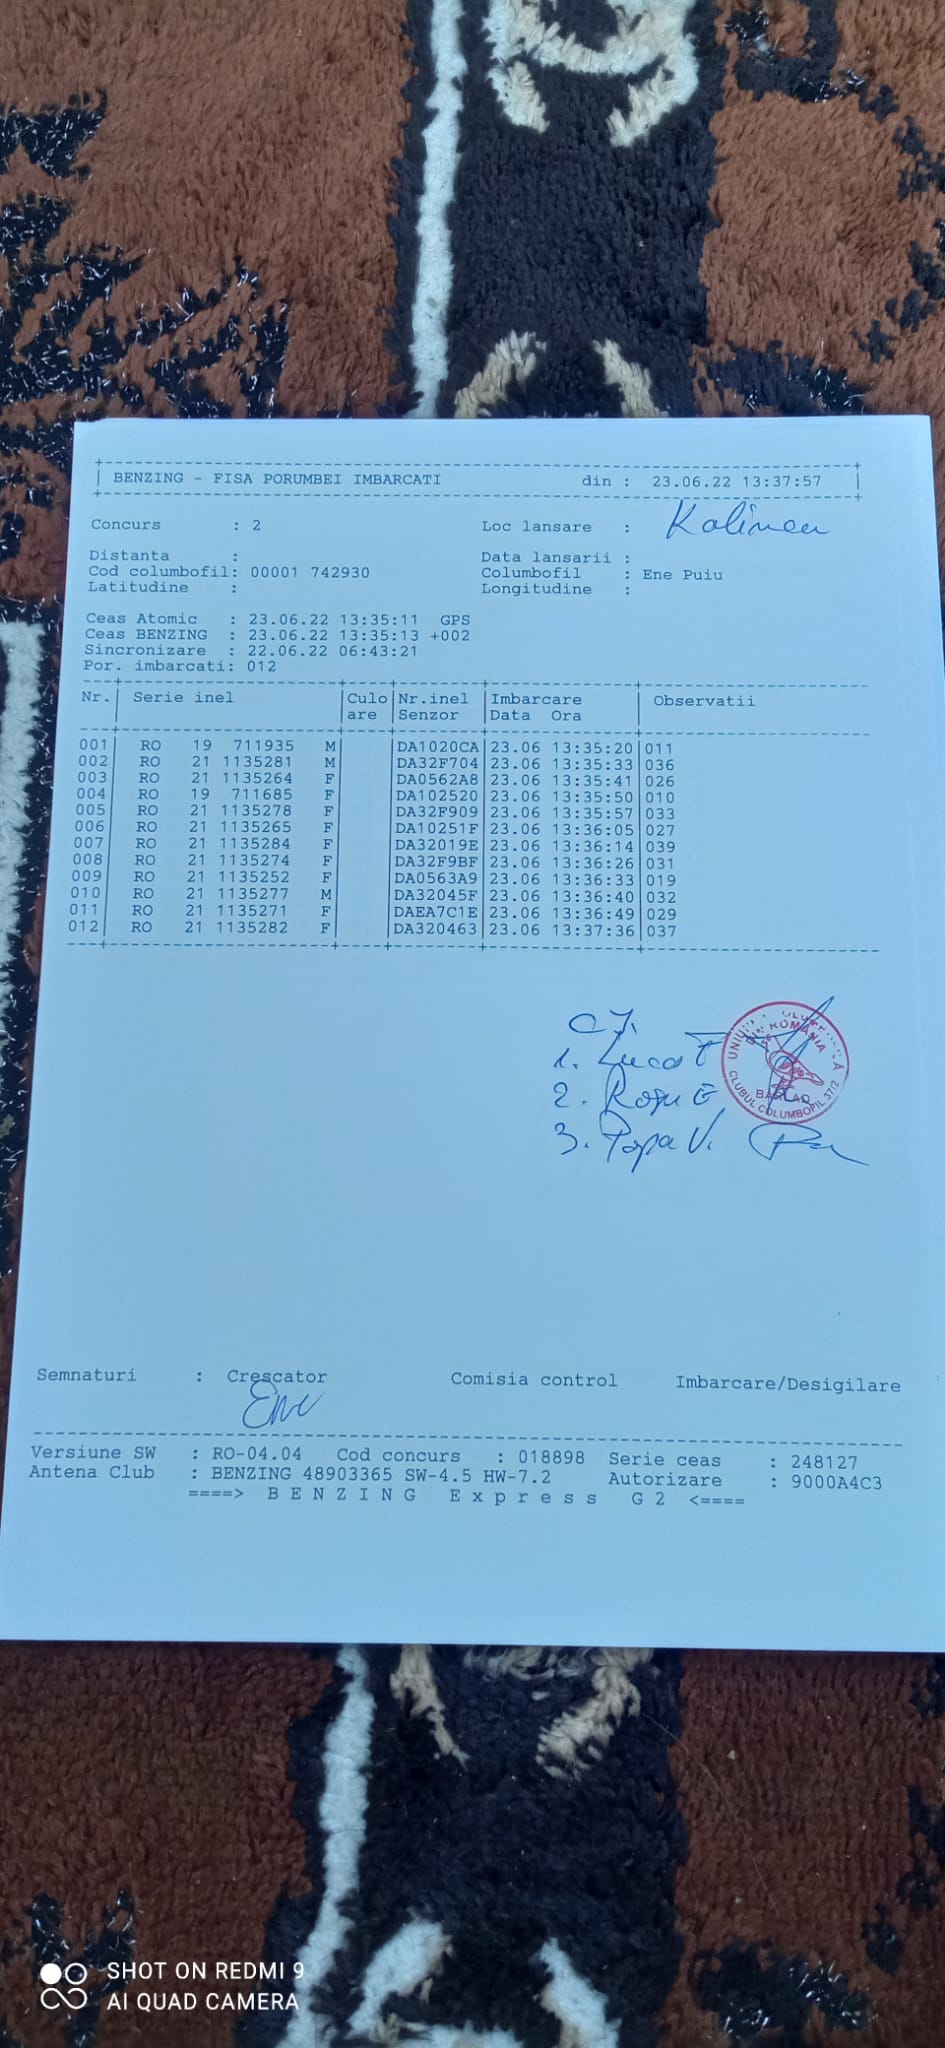 BENZING - FISA PORUMBEI IMBARCATI din : 23.06.22 13:37:57
Concurs : 2 Loc lansare :
Distanta : Data lansarii :
Cod columbofil: 00001 742930 Columbofil : Ene Puiu
Latitudine : Longitudine :
Ceas Atomic : 23.06.22 13:35:11 GPS
Ceas BENZING : 23.06.22 13:35:13 +002
Sincronizare : 22.06.22 06:43:21
Por. imbarcati: 012
Nr. Serie inel Culo Nr.inel Imbarcare Observatii
are Senzor Data Ora
001 RO 19 711935 M DA1020CA 23.06 13:35:20 011
002 RO 21 1135281 M DA32F704 23.06 13:35:33 036
003 RO 21 1135264 F DA0562A8 23.06 13:35:41 026
004 RO 19 711685 F DA102520 23.06 13:35:50 010
005 RO 21 1135278 F DA32F909 23.06 13:35:57 033
006 RO 21 1135265 F DA10251F 23.06 13:36:05 027
007 RO 21 1135284 F DA32019E 23.06 13:36:14 039
008 RO 21 1135274 F DA32F9BF 23.06 13:36:26 031
009 RO 21 1135252 F DA0563A9 23.06 13:36:33 019
010 RO 21 1135277 M DA32045F 23.06 13:36:40 032
011 RO 21 1135271 F DAEA7C1E 23.06 13:36:49 029
012 RO 21 1135282 F DA320463 23.06 13:37:36 037
1. Luca F
2. Roșu G
3. Popa V.
DIN ROMÂNIA
BARLAD
CLUBUL COLUMBOFIL 37/2
Semnaturi : Crescator Comisia control Imbarcare/Desigilare
Ene
Versiune SW : RO-04.04 Cod concurs : 018898 Serie ceas : 248127
Antena Club : BENZING 48903365 SW-4.5 HW-7.2 Autorizare : 9000A4C3
====> B E N Z I N G E x p r e s s G 2 <====
SHOT ON REDMI 9
AI QUAD CAMERA